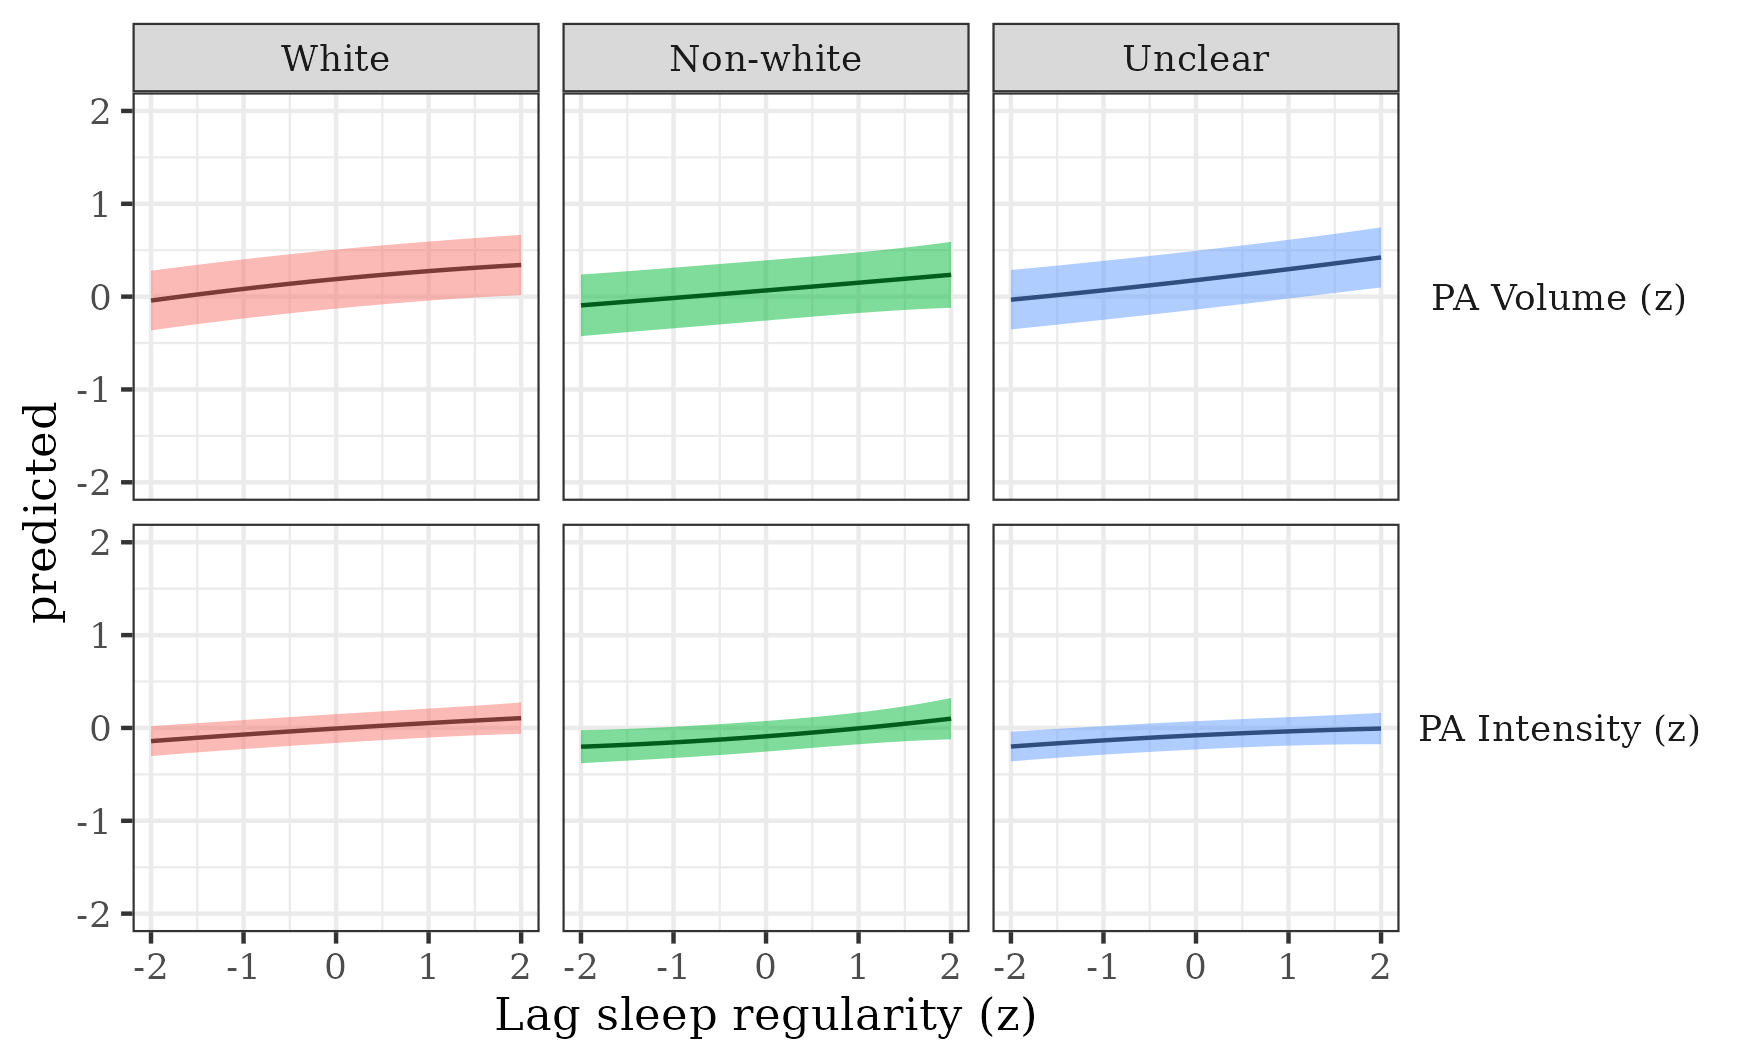 White Non-white Unclear
2
1
0
-1
-2
PA Volume (z)
predicted
2
1
0
-1
-2
PA Intensity (z)
-2 -1 0 1 2 -2 -1 0 1 2 -2 -1 0 1 2
Lag sleep regularity (z)